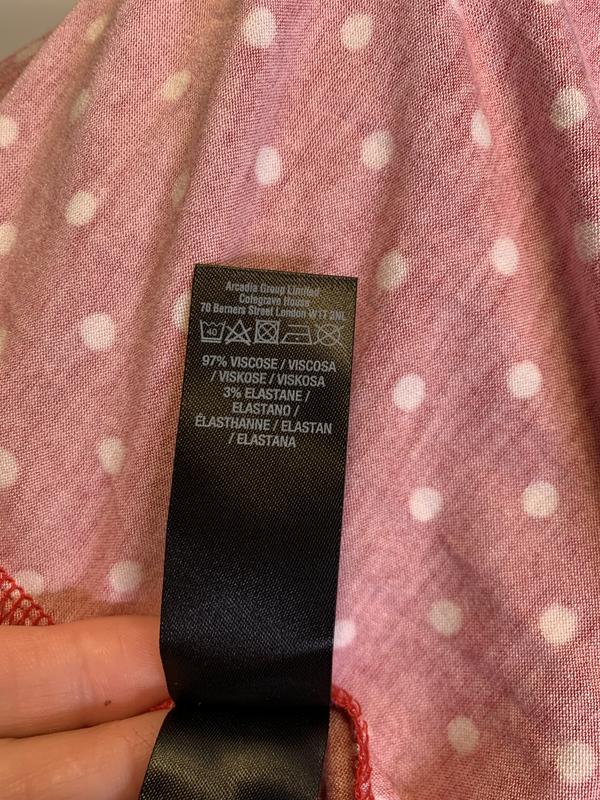 Arcadia Group Limited
Colegrave House
70 Berners Street London W1T 3NL
40
97% VISCOSE / VISCOSA
/ VISKOSE / VISKOSA
3% ELASTANE /
ELASTANO /
ÉLASTHANNE / ELASTAN
/ ELASTANA